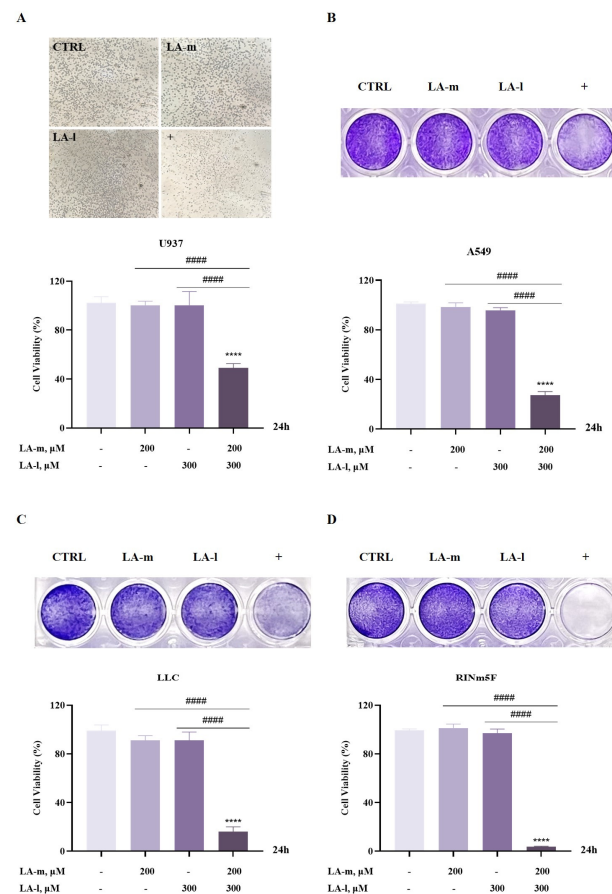 A
CTRL LA-m
LA-l +
U937
####
####
120
80
40
0
Cell Viability (%)
****
24h
LA-m, µM - 200 - 200
LA-l, µM - - 300 300
B
CTRL LA-m LA-l +
A549
####
####
120
80
40
0
Cell Viability (%)
****
24h
LA-m, µM - 200 - 200
LA-l, µM - - 300 300
C
CTRL LA-m LA-l +
LLC
####
####
120
80
40
0
Cell Viability (%)
****
24h
LA-m, µM - 200 - 200
LA-l, µM - - 300 300
D
CTRL LA-m LA-l +
RINm5F
####
####
120
80
40
0
Cell Viability (%)
****
24h
LA-m, µM - 200 - 200
LA-l, µM - - 300 300